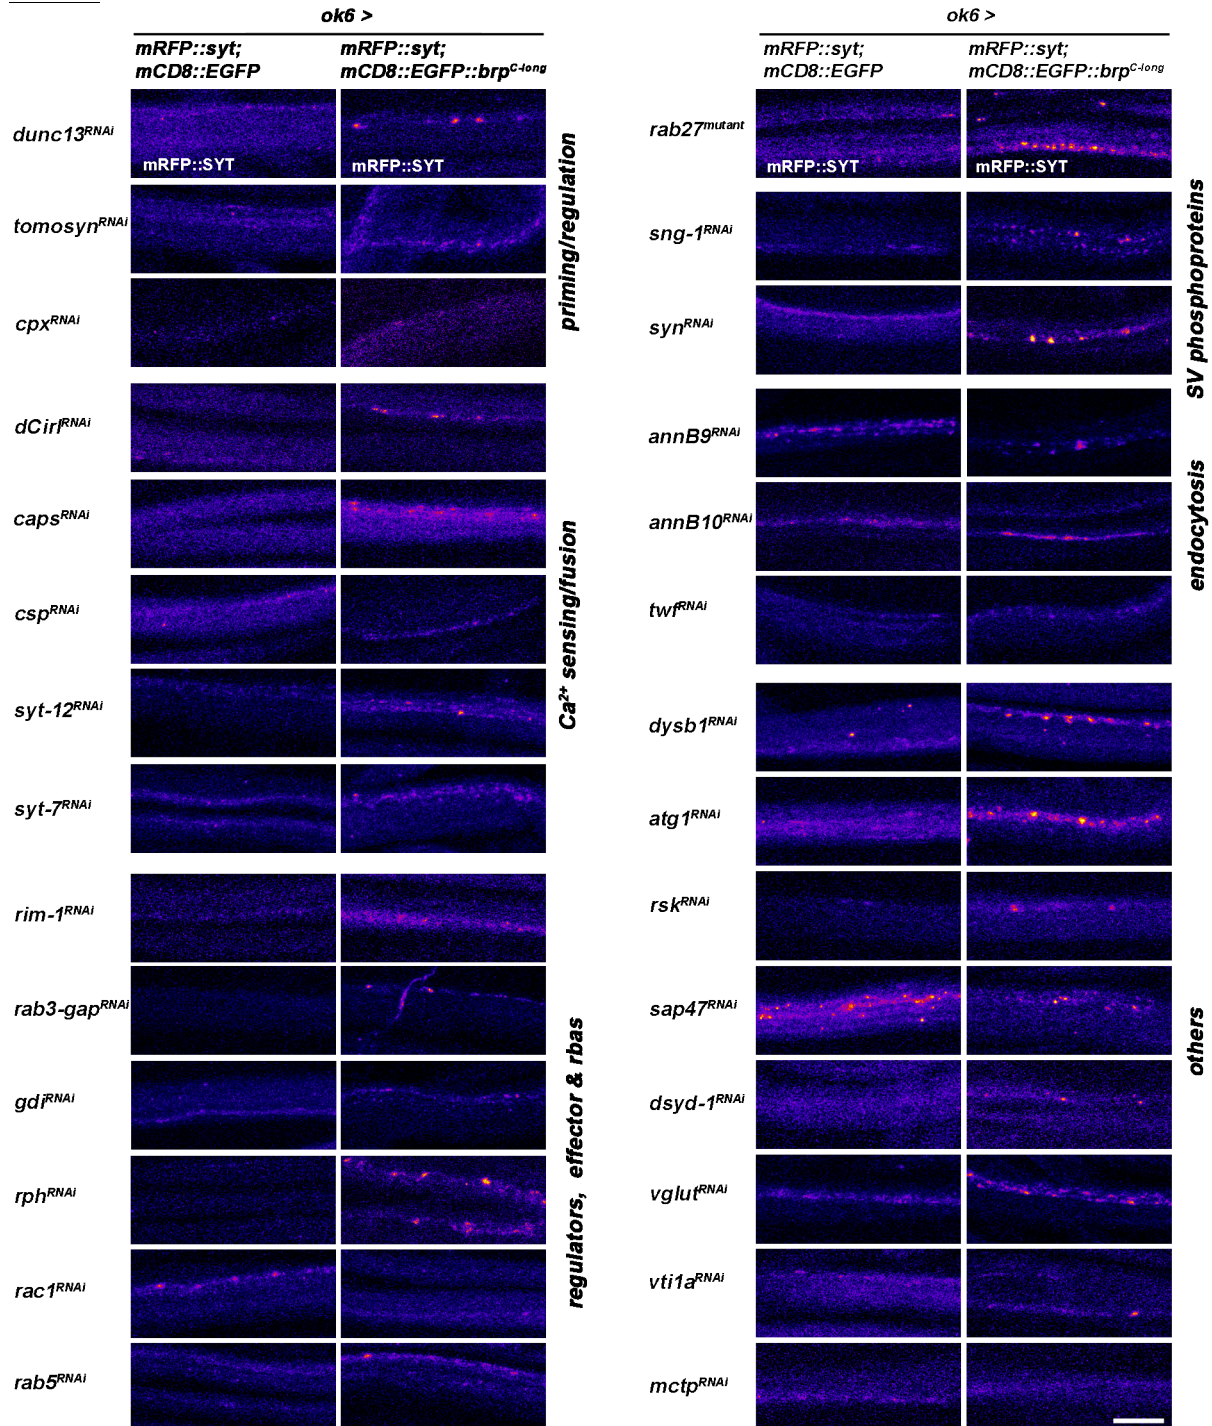 ok6 >
mRFP::syt;
mCD8::EGFP
mRFP::syt;
mCD8::EGFP::brpC-long
dunc13RNAi
mRFP::SYT
mRFP::SYT
tomosynRNAi
cpxRNAi
priming/regulation
dCirlRNAi
capsRNAi
cspRNAi
syt-12RNAi
syt-7RNAi
Ca2+ sensing/fusion
rim-1RNAi
rab3-gapRNAi
gdiRNAi
rphRNAi
rac1RNAi
rab5RNAi
regulators, effector & rbas
ok6 >
mRFP::syt;
mCD8::EGFP
mRFP::syt;
mCD8::EGFP::brpC-long
rab27mutant
mRFP::SYT
mRFP::SYT
sng-1RNAi
synRNAi
SV phosphoproteins
annB9RNAi
annB10RNAi
twfRNAi
endocytosis
dysb1RNAi
atg1RNAi
rskRNAi
sap47RNAi
dsyd-1RNAi
vglutRNAi
vti1aRNAi
mctpRNAi
others